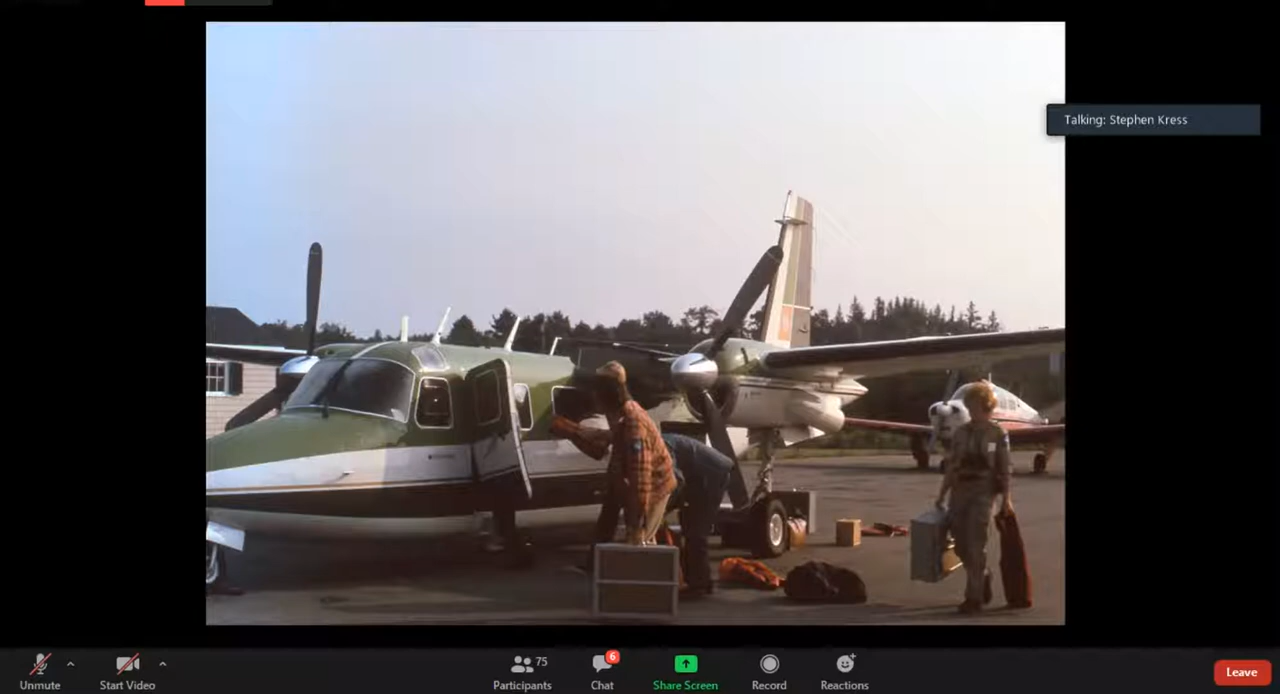 Talking: Stephen Kress
75
6
Unmute
Start Video
Participants
Chat
Share Screen
Record
Reactions
Leave